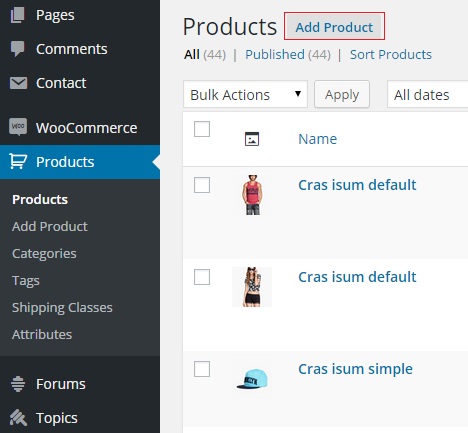 Pages
Comments
Contact
WooCommerce
Products
Products
Add Product
Categories
Tags
Shipping Classes
Attributes
Forums
Topics
Products Add Product
All (44) | Published (44) | Sort Products
Bulk Actions Apply All dates
Name
Cras isum default
Cras isum default
Cras isum simple